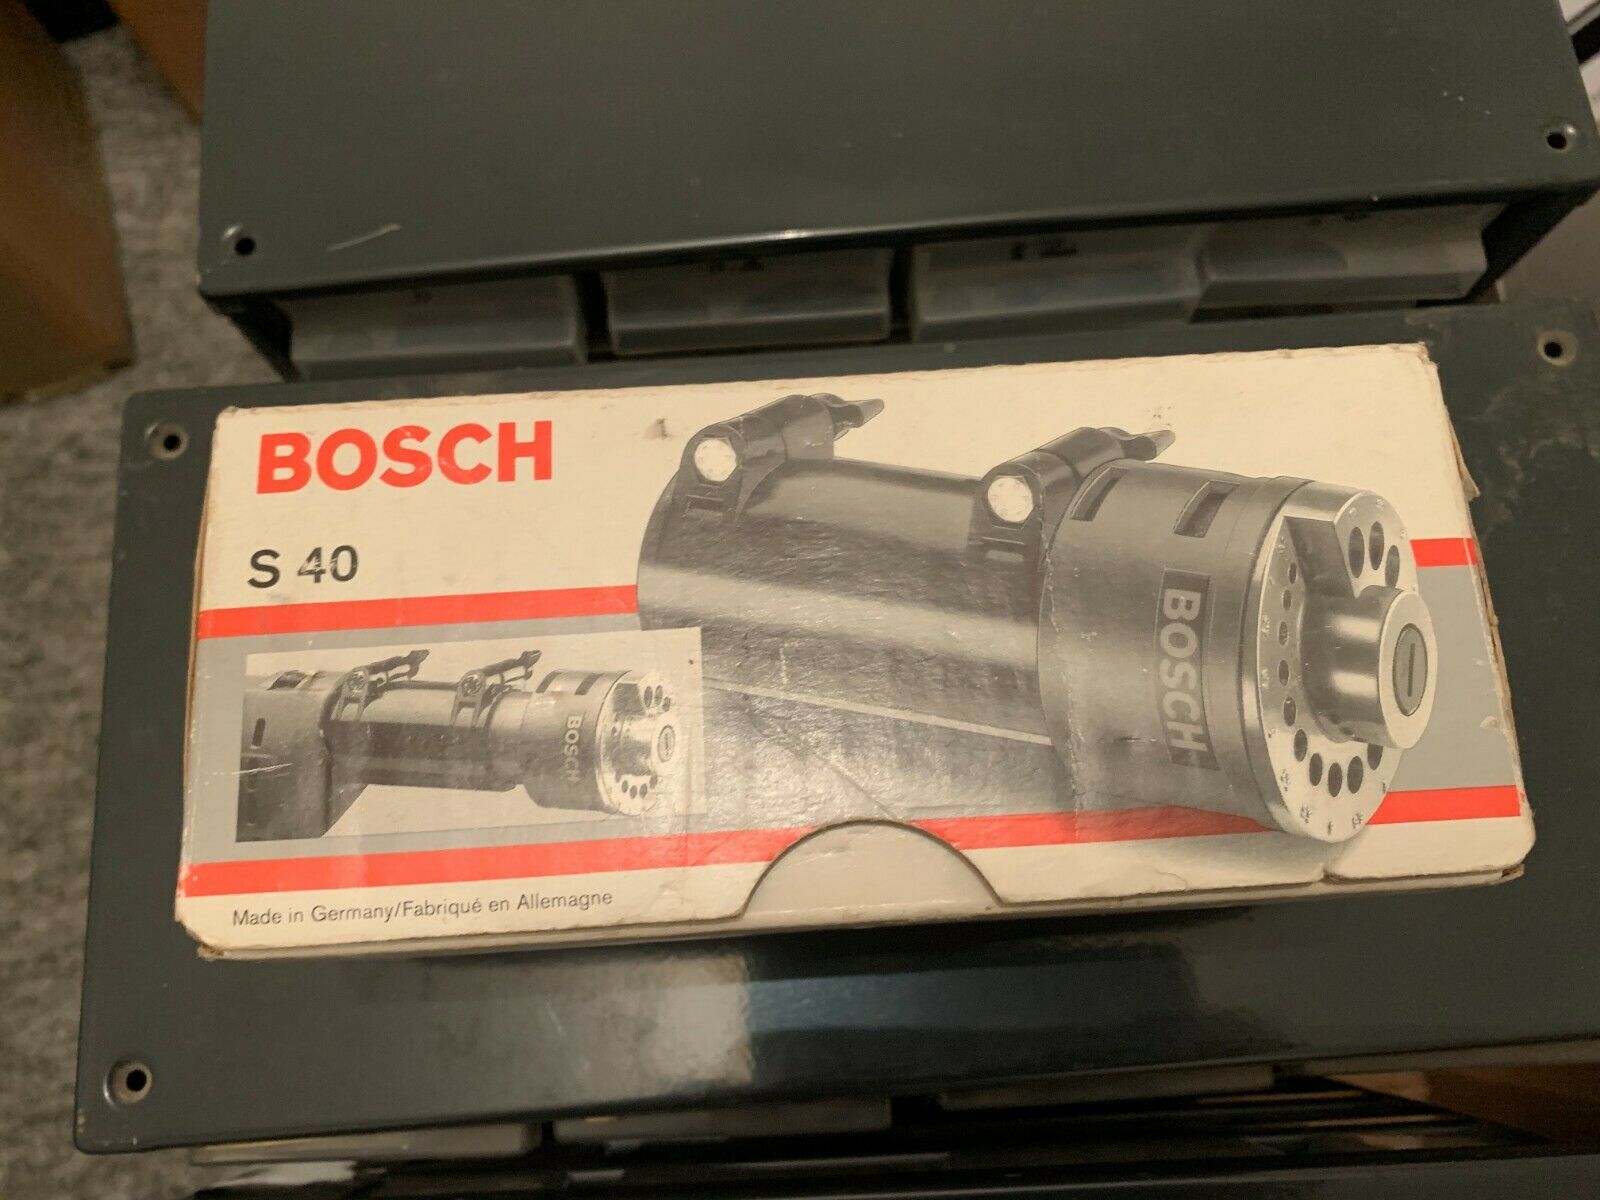 BOSCH
S 40
BOSCH
BOSCH
Made in Germany/Fabriqué en Allemagne